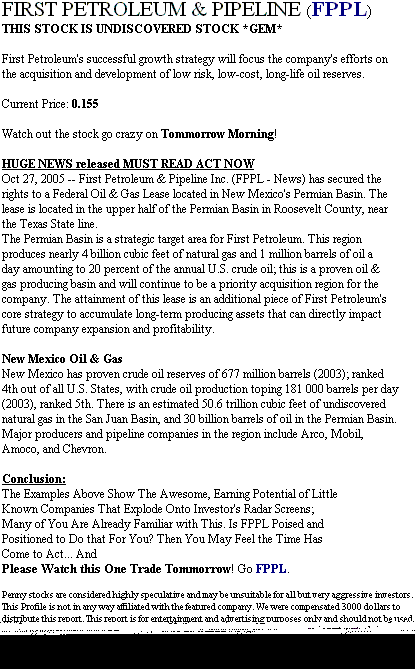 FIRST PETROLEUM & PIPELINE (FPPL)
THIS STOCK IS UNDISCOVERED STOCK *GEM*
First Petroleum's successful growth strategy will focus the company's efforts on
the acquisition and development of low risk, low-cost, long-life oil reserves.
Current Price: 0.155
Watch out the stock go crazy on Tommorrow Morning!
HUGE NEWS released MUST READ ACT NOW
Oct 27, 2005 -- First Petroleum & Pipeline Inc. (FPPL - News) has secured the
rights to a Federal Oil & Gas Lease located in New Mexico's Permian Basin. The
lease is located in the upper half of the Permian Basin in Roosevelt County, near
the Texas State line.
The Permian Basin is a strategic target area for First Petroleum. This region
produces nearly 4 billion cubic feet of natural gas and 1 million barrels of oil a
day amounting to 20 percent of the annual U.S. crude oil; this is a proven oil &
gas producing basin and will continue to be a priority acquisition region for the
company. The attainment of this lease is an additional piece of First Petroleum's
core strategy to accumulate long-term producing assets that can directly impact
future company expansion and profitability.
New Mexico Oil & Gas
New Mexico has proven crude oil reserves of 677 million barrels (2003); ranked
4th out of all U.S. States, with crude oil production toping 181 000 barrels per day
(2003), ranked 5th. There is an estimated 50.6 trillion cubic feet of undiscovered
natural gas in the San Juan Basin, and 30 billion barrels of oil in the Permian Basin.
Major producers and pipeline companies in the region include Arco, Mobil,
Amoco, and Chevron.
Conclusion:
The Examples Above Show The Awesome, Earning Potential of Little
Known Companies That Explode Onto Investor's Radar Screens;
Many of You Are Already Familiar with This. Is FPPL Poised and
Positioned to Do that For You? Then You May Feel the Time Has
Come to Act... And
Please Watch this One Trade Tommorrow! Go FPPL.
Penny stocks are considered highly speculative and may be unsuitable for all but very aggressive investors.
This Profile is not in any way affiliated with the featured company. We were compensated 3000 dollars to
distribute this report. This report is for entertainment and advertising purposes only and should not be used